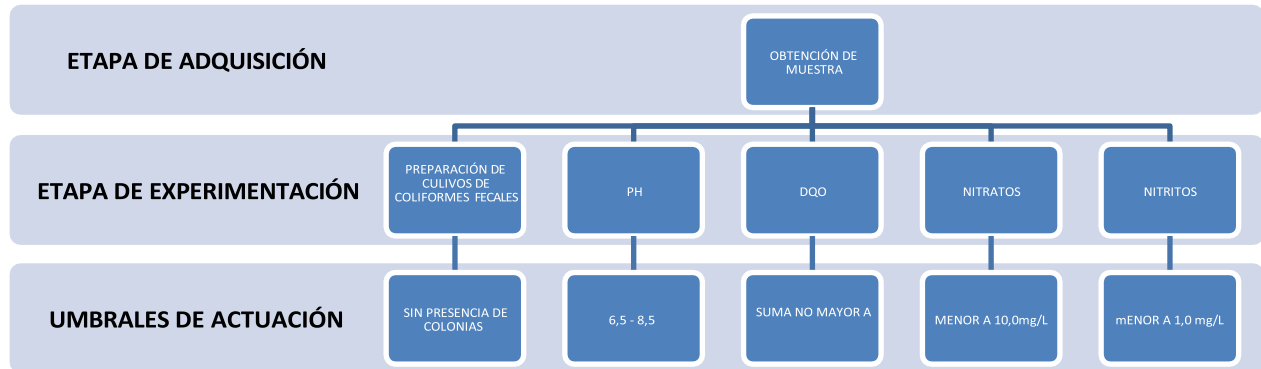 ETAPA DE ADQUISICIÓN
OBTENCIÓN DE
MUESTRA
ETAPA DE EXPERIMENTACIÓN
PREPARACIÓN DE
CULIVOS DE
COLIFORMES FECALES
PH
DQO
NITRATOS
NITRITOS
UMBRALES DE ACTUACIÓN
SIN PRESENCIA DE
COLONIAS
6,5 - 8,5
SUMA NO MAYOR A
MENOR A 10,0mg/L
mENOR A 1,0 mg/L